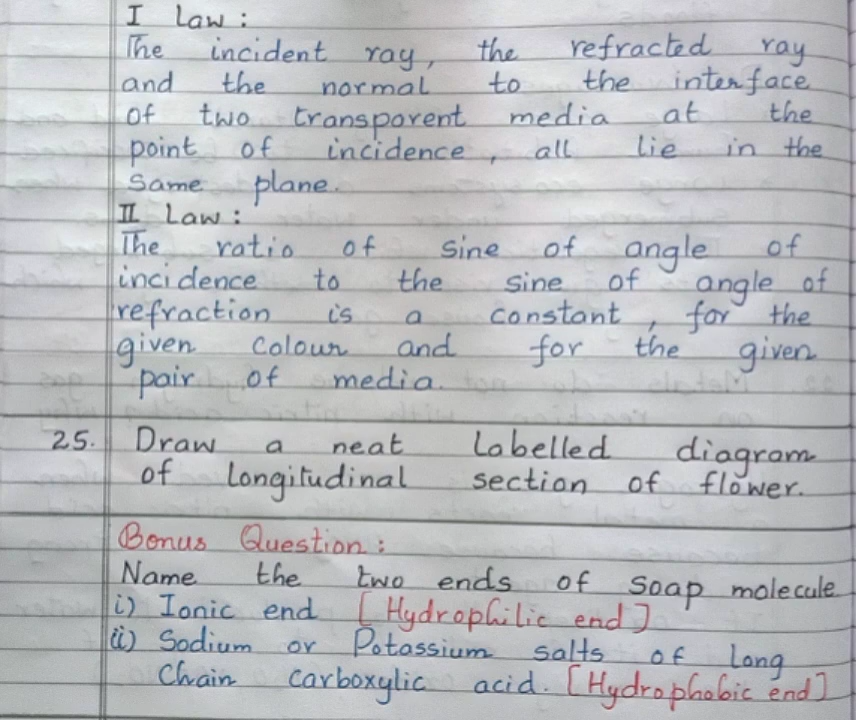 I Law :
The incident ray, the refracted ray
and the normal to the interface
of two transparent media at the
point of incidence, all lie in the
same plane.
II Law :
The ratio of sine of angle of
incidence to the sine of angle of
refraction is a constant, for the
given colour and for the given
pair of media.
25. Draw a neat labelled diagram
of longitudinal section of flower.
Bonus Question :
Name the two ends of soap molecule
i) Ionic end [Hydrophilic end]
ii) Sodium or Potassium salts of long
Chain carboxylic acid. [Hydrophobic end]